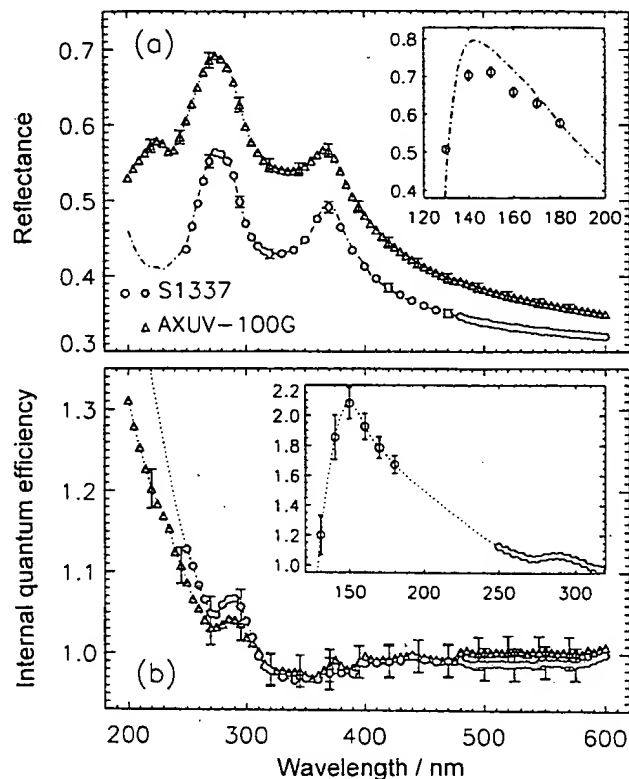 (a)
0.7
0.6
0.5
0.4
0.3
Reflectance
0.8
0.7
0.6
0.5
0.4
120 140 160 180 200
S1337
AXUV-100G
1.3
1.2
1.1
1.0
Internal quantum efficiency
2.2
2.0
1.8
1.6
1.4
1.2
1.0
150 200 250 300
(b)
200 300 400 500 600
Wavelength / nm